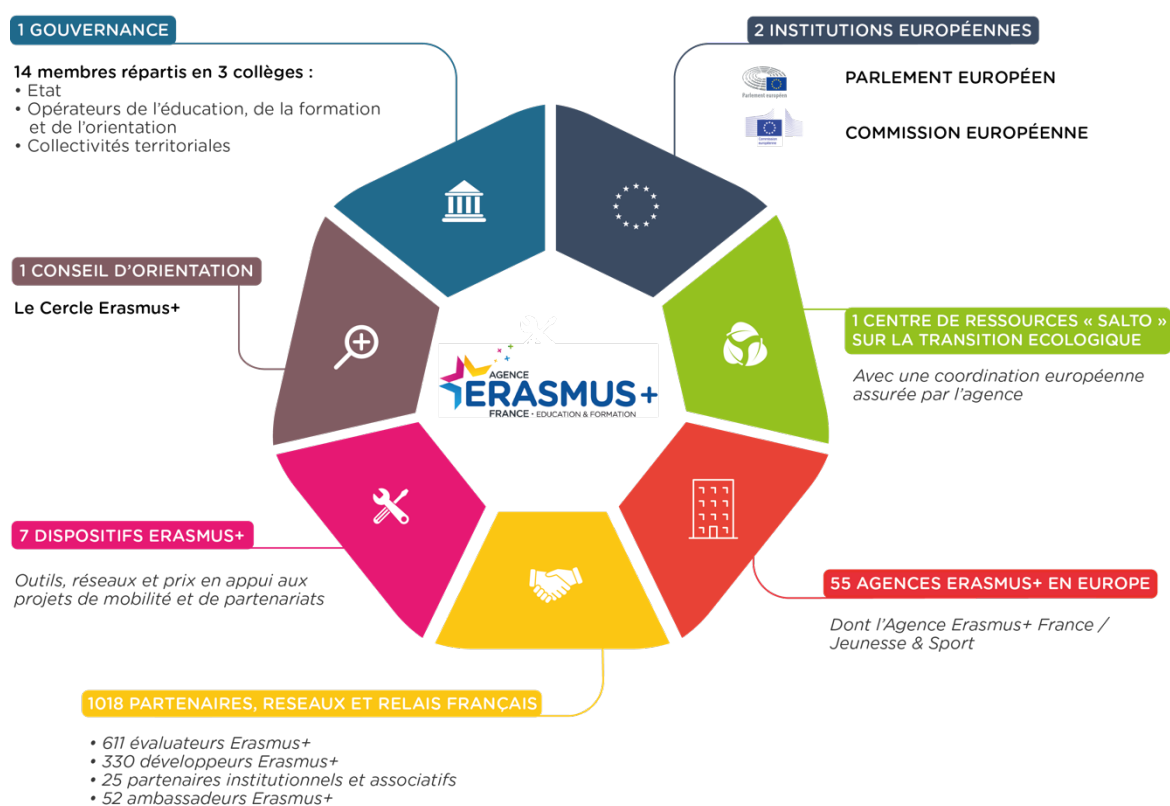 1 GOUVERNANCE
14 membres répartis en 3 collèges :
• Etat
• Opérateurs de l'éducation, de la formation
et de l'orientation
• Collectivités territoriales
2 INSTITUTIONS EUROPÉENNES
Parlement européen
PARLEMENT EUROPÉEN
Commission
européenne
COMMISSION EUROPÉENNE
1 CONSEIL D'ORIENTATION
Le Cercle Erasmus+
1 CENTRE DE RESSOURCES « SALTO »
SUR LA TRANSITION ECOLOGIQUE
Avec une coordination européenne
assurée par l'agence
AGENCE
ERASMUS+
FRANCE • EDUCATION & FORMATION
7 DISPOSITIFS ERASMUS+
Outils, réseaux et prix en appui aux
projets de mobilité et de partenariats
55 AGENCES ERASMUS+ EN EUROPE
Dont l'Agence Erasmus+ France /
Jeunesse & Sport
1018 PARTENAIRES, RESEAUX ET RELAIS FRANÇAIS
• 611 évaluateurs Erasmus+
• 330 développeurs Erasmus+
• 25 partenaires institutionnels et associatifs
• 52 ambassadeurs Erasmus+